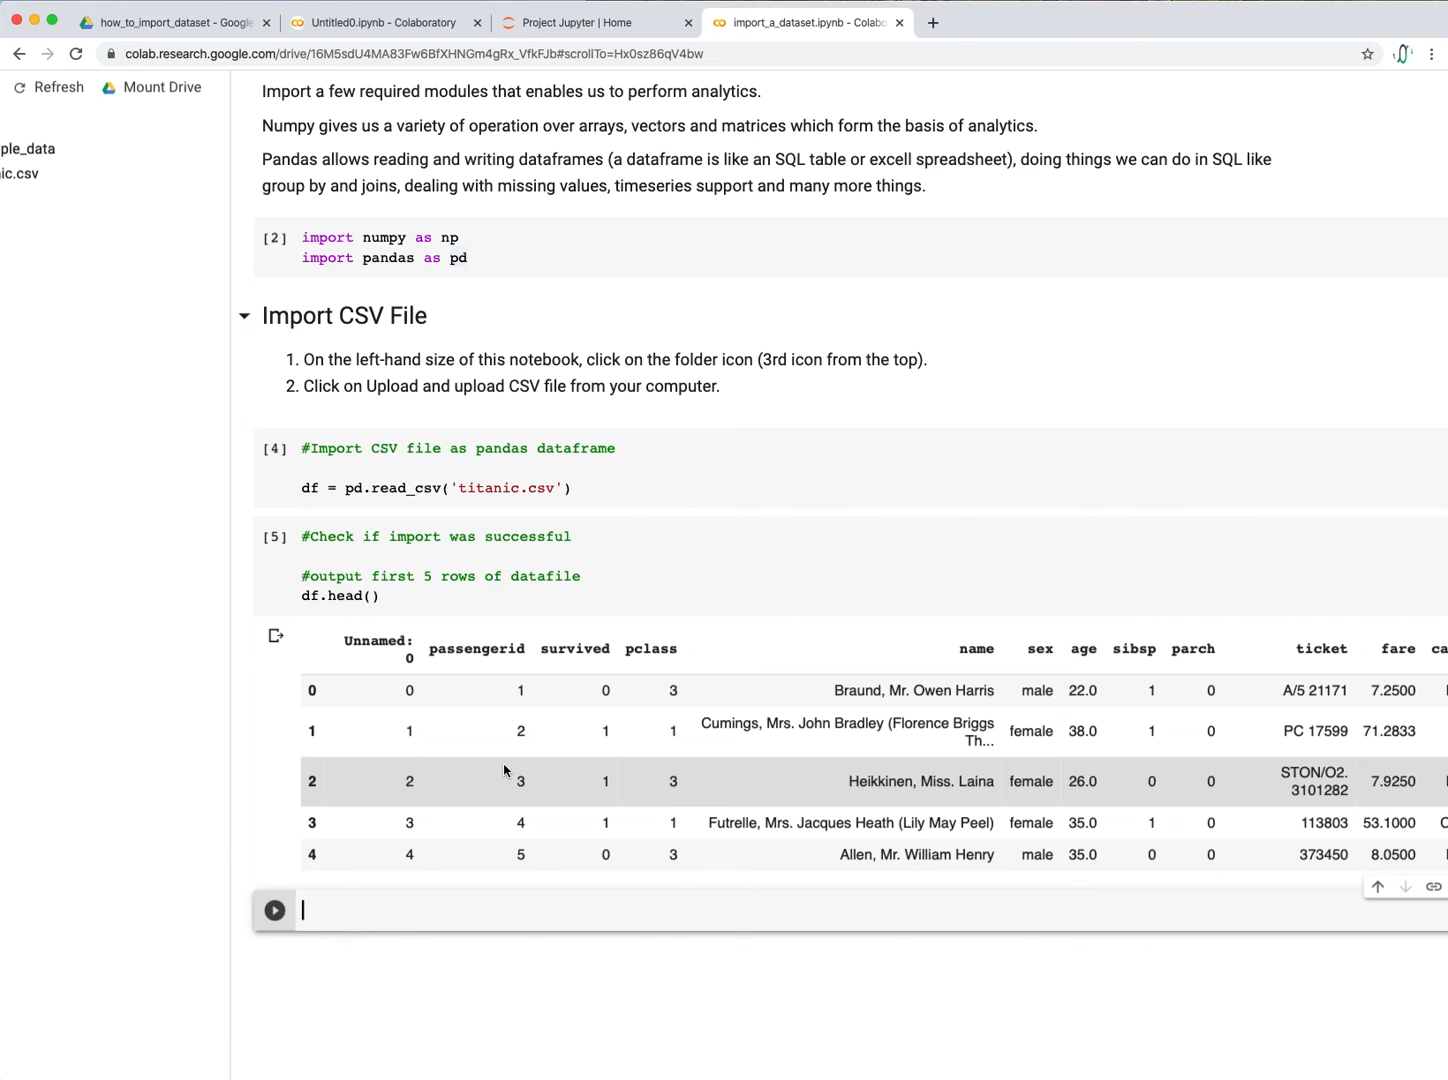 how_to_import_dataset - Google
Untitled0.ipynb - Colaboratory
Project Jupyter | Home
import_a_dataset.ipynb - Colabo
colab.research.google.com/drive/16M5sdU4MA83Fw6BfXHNGm4gRx_VfkFJb#scrollTo=Hx0sz86qV4bw
Refresh Mount Drive
ple_data
ic.csv
Import a few required modules that enables us to perform analytics.
Numpy gives us a variety of operation over arrays, vectors and matrices which form the basis of analytics.
Pandas allows reading and writing dataframes (a dataframe is like an SQL table or excell spreadsheet), doing things we can do in SQL like
group by and joins, dealing with missing values, timeseries support and many more things.
[2] import numpy as np
import pandas as pd
Import CSV File
1. On the left-hand size of this notebook, click on the folder icon (3rd icon from the top).
2. Click on Upload and upload CSV file from your computer.
[4] #Import CSV file as pandas dataframe
df = pd.read_csv('titanic.csv')
[5] #Check if import was successful
#output first 5 rows of datafile
df.head()
Unnamed: 0 passengerid survived pclass name sex age sibsp parch ticket fare ca
0 0 1 0 3 Braund, Mr. Owen Harris male 22.0 1 0 A/5 21171 7.2500
1 1 2 1 1 Cumings, Mrs. John Bradley (Florence Briggs Th... female 38.0 1 0 PC 17599 71.2833
2 2 3 1 3 Heikkinen, Miss. Laina female 26.0 0 0 STON/O2. 3101282 7.9250
3 3 4 1 1 Futrelle, Mrs. Jacques Heath (Lily May Peel) female 35.0 1 0 113803 53.1000 C
4 4 5 0 3 Allen, Mr. William Henry male 35.0 0 0 373450 8.0500